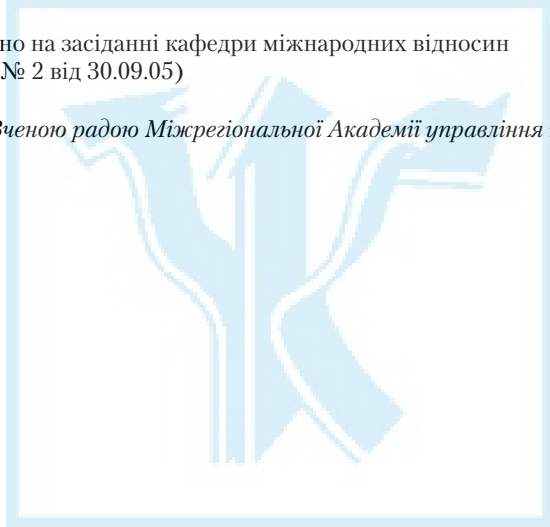 но на засіданні кафедри міжнародних відносин
№ 2 від 30.09.05)
Вченою радою Міжрегіональної Академії управління